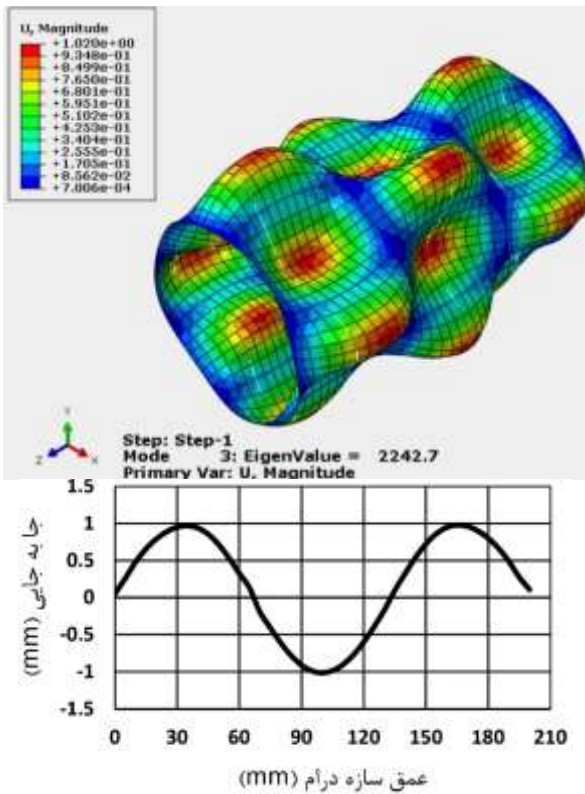 U, Magnitude
+1.020e+00
+9.348e-01
+8.499e-01
+7.650e-01
+6.801e-01
+5.951e-01
+5.102e-01
+4.253e-01
+3.404e-01
+2.555e-01
+1.705e-01
+8.562e-02
+7.006e-04
Y
Z
X
Step: Step-1
Mode 3: EigenValue = 2242.7
Primary Var: U, Magnitude
1.5
1
0.5
0
-0.5
-1
-1.5
جا به جائی (mm)
0 30 60 90 120 150 180 210
عمق سازه درام (mm)